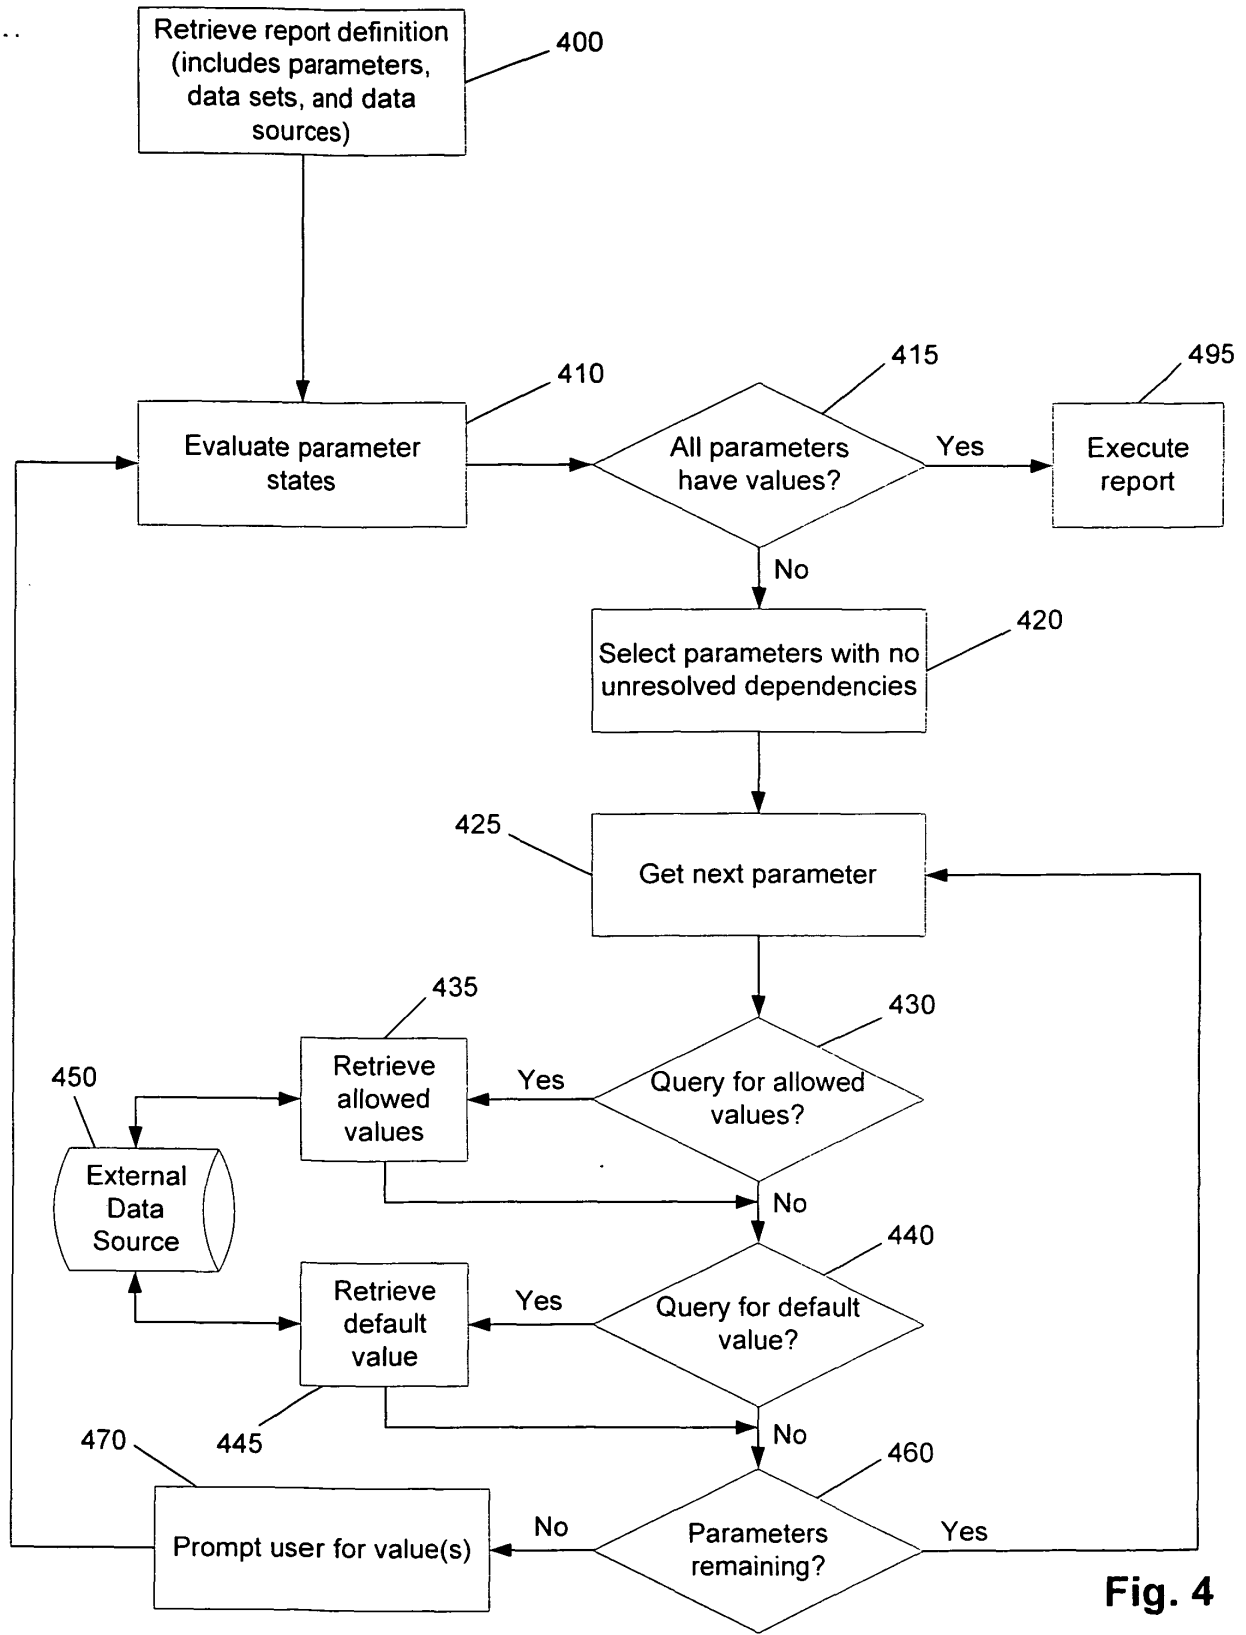 Retrieve report definition
(includes parameters,
data sets, and data
sources)
400
410
Evaluate parameter
states
415
All parameters
have values?
Yes
495
Execute
report
No
420
Select parameters with no
unresolved dependencies
425
Get next parameter
430
Query for allowed
values?
Yes
435
Retrieve
allowed
values
450
External
Data
Source
No
440
Query for default
value?
Yes
Retrieve
default
value
445
No
460
Parameters
remaining?
Yes
No
470
Prompt user for value(s)
Fig. 4